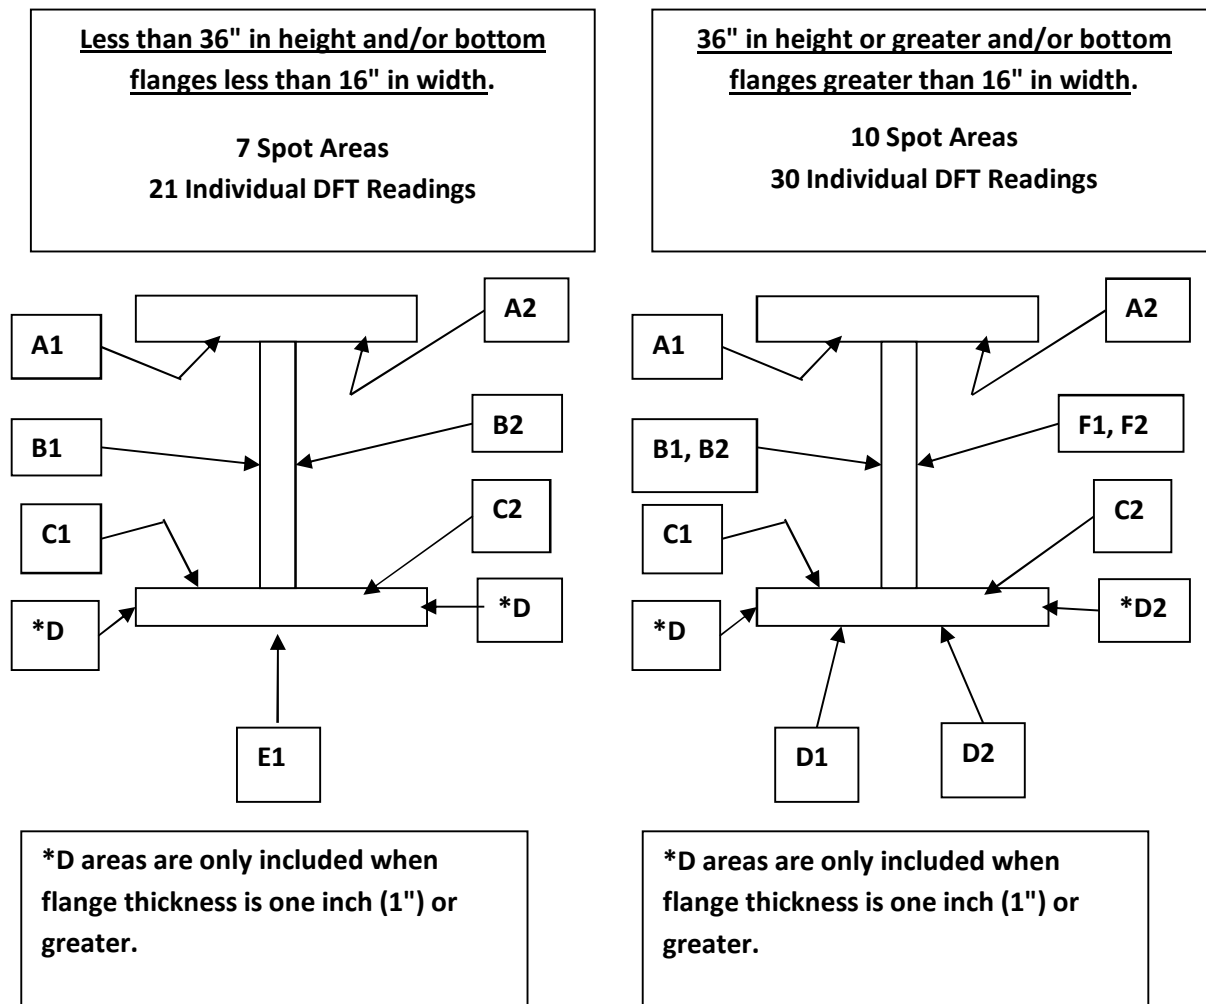 Less than 36" in height and/or bottom
flanges less than 16" in width.
7 Spot Areas
21 Individual DFT Readings
A1
A2
B1
B2
C1
C2
*D
*D
E1
*D areas are only included when
flange thickness is one inch (1") or
greater.
36" in height or greater and/or bottom
flanges greater than 16" in width.
10 Spot Areas
30 Individual DFT Readings
A1
A2
B1, B2
F1, F2
C1
C2
*D
*D2
D1
D2
*D areas are only included when
flange thickness is one inch (1") or
greater.